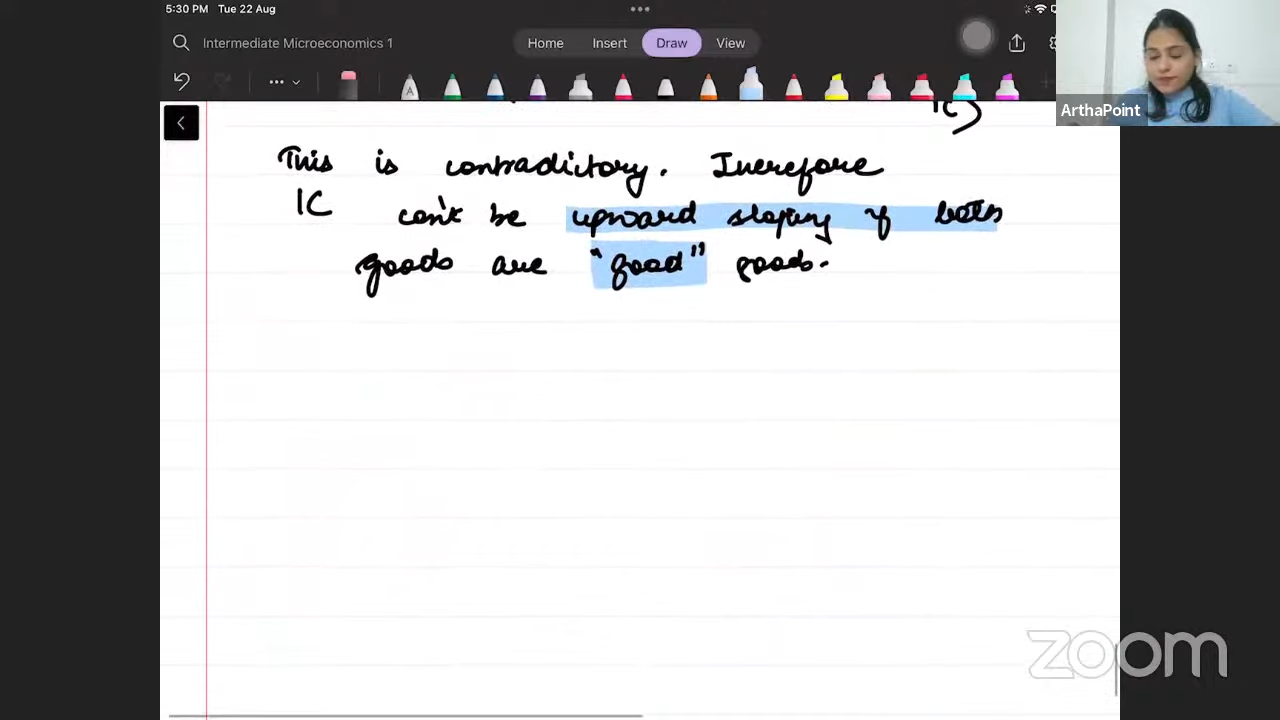 5:30 PM Tue 22 Aug
Intermediate Microeconomics 1
Home Insert Draw View
ArthaPoint
A
IC)
This is contradictory. Therefore
IC can't be upward sloping if both
goods are "good" goods.
zoom